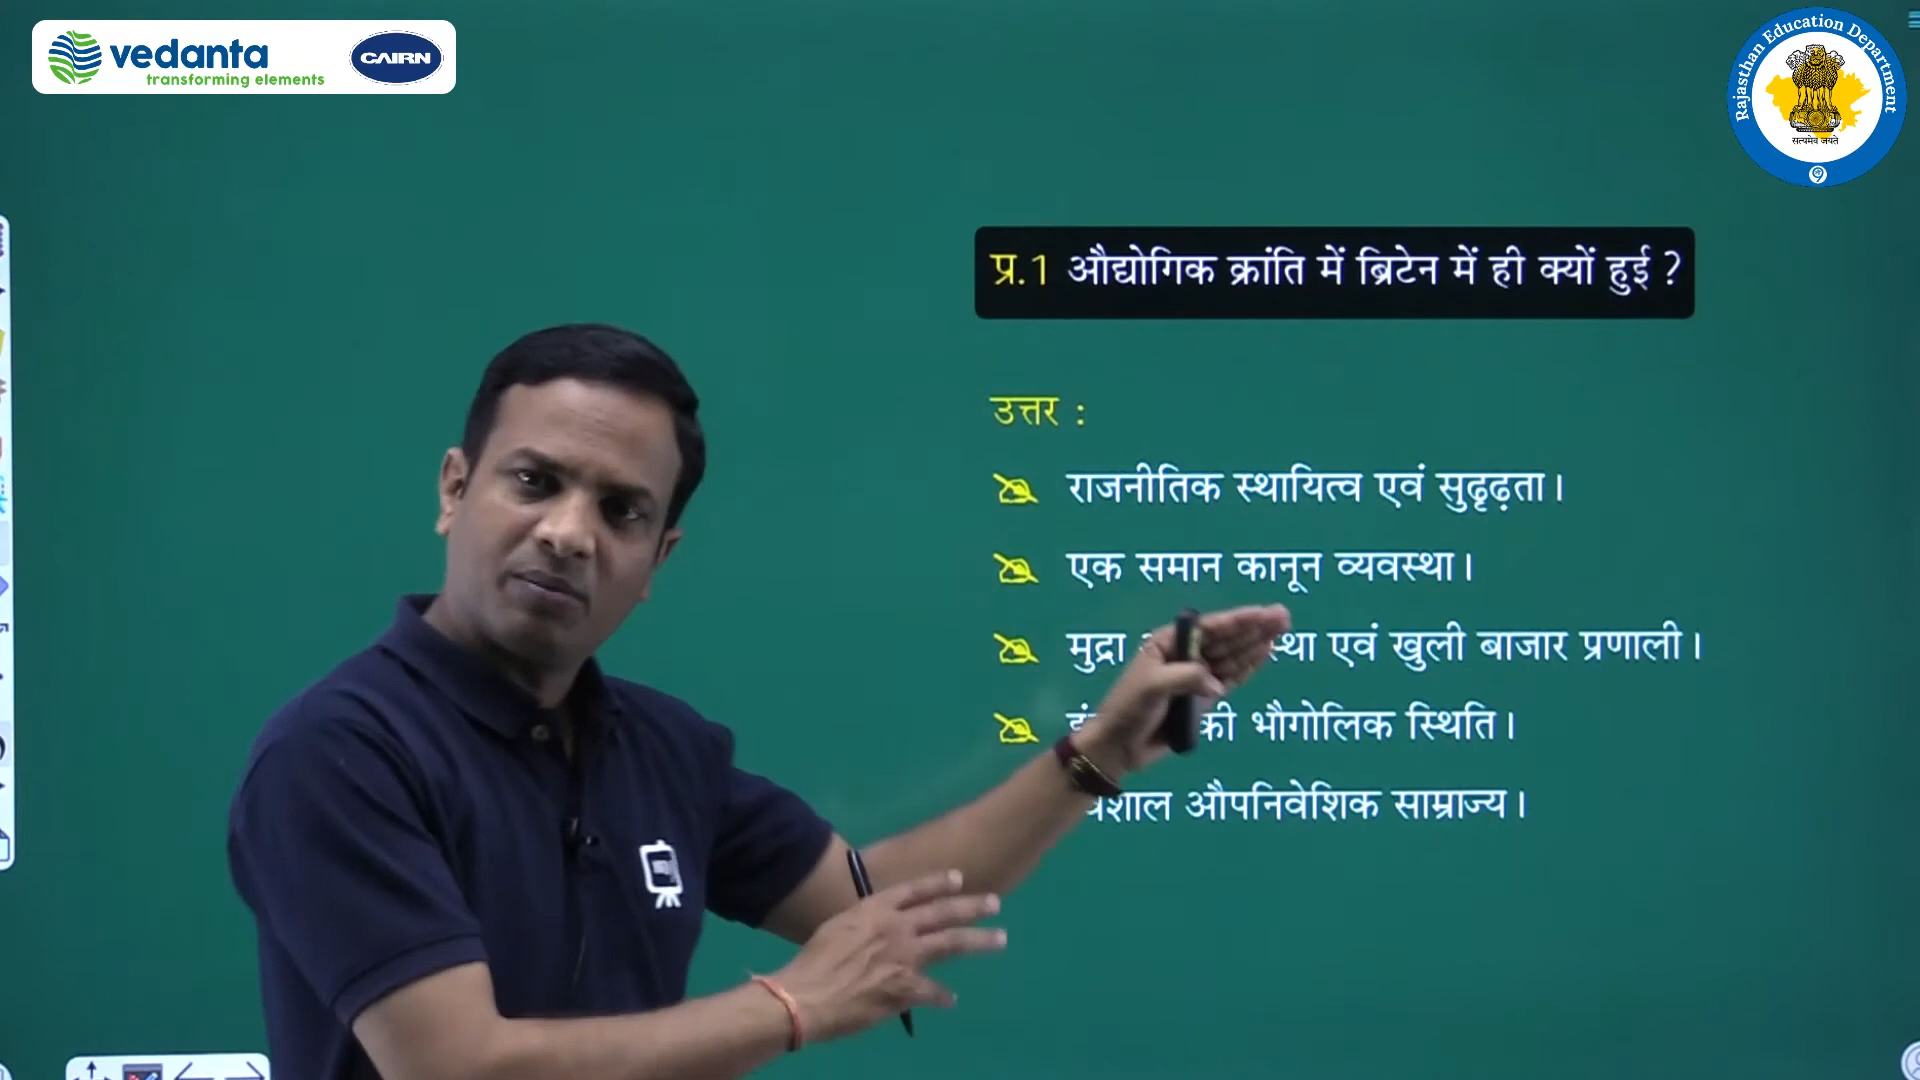 vedanta
transforming elements
CAIRN
Rajasthan Education Department
सत्यमेव जयते
प्र.1 औद्योगिक क्रांति में ब्रिटेन में ही क्यों हुई ?
उत्तर :
राजनीतिक स्थायित्व एवं सुदृढ़ता।
एक समान कानून व्यवस्था।
मुद्रा एवं खुली बाजार प्रणाली।
की भौगोलिक स्थिति।
औपनिवेशिक साम्राज्य।